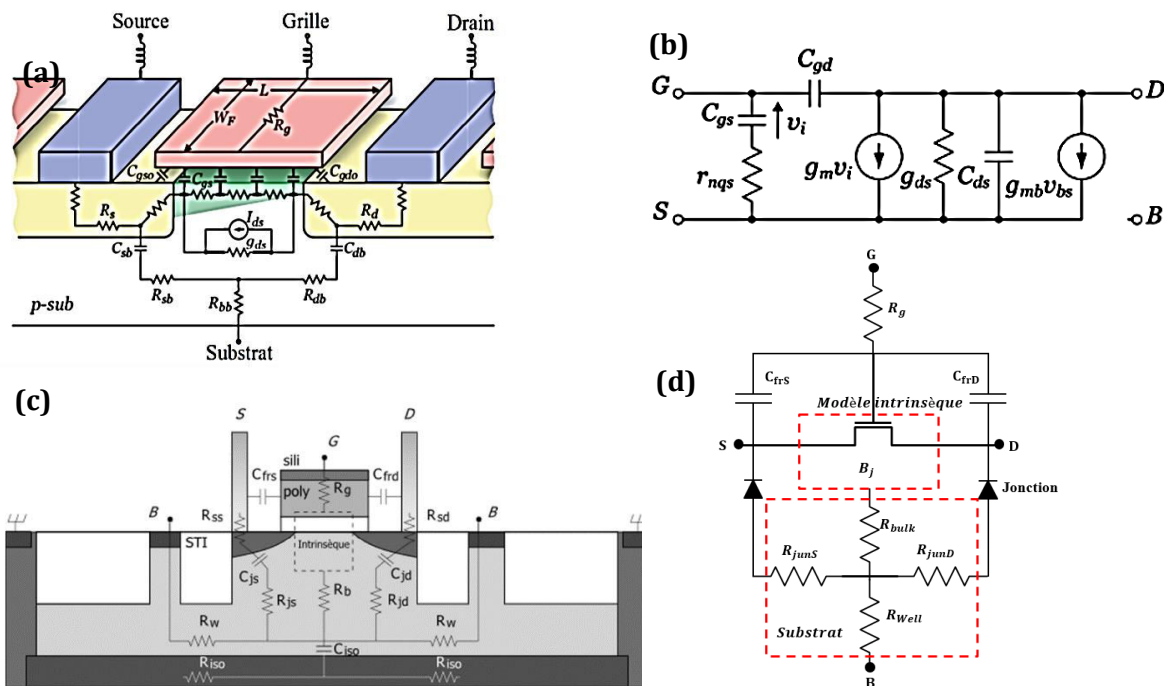 Source
Grille
Drain
(a)
L
W_F
R_g
C_gso
C_gs
C_gdo
R_s
R_d
I_ds
g_ds
C_sb
C_db
R_sb
R_db
R_bb
p-sub
Substrat
(b)
C_gd
G
D
C_gs
v_i
r_nqs
g_m v_i
g_ds
C_ds
g_mb v_bs
S
B
(c)
S
D
G
sili
C_frs
poly
C_frd
R_g
B
R_ss
R_sd
B
STI
Intrinsèque
C_js
C_jd
R_js
R_b
R_jd
R_w
R_w
C_iso
R_iso
R_iso
(d)
G
R_g
C_frS
C_frD
Modèle intrinsèque
S
D
B_j
Jonction
R_bulk
R_junS
R_junD
R_Well
Substrat
B